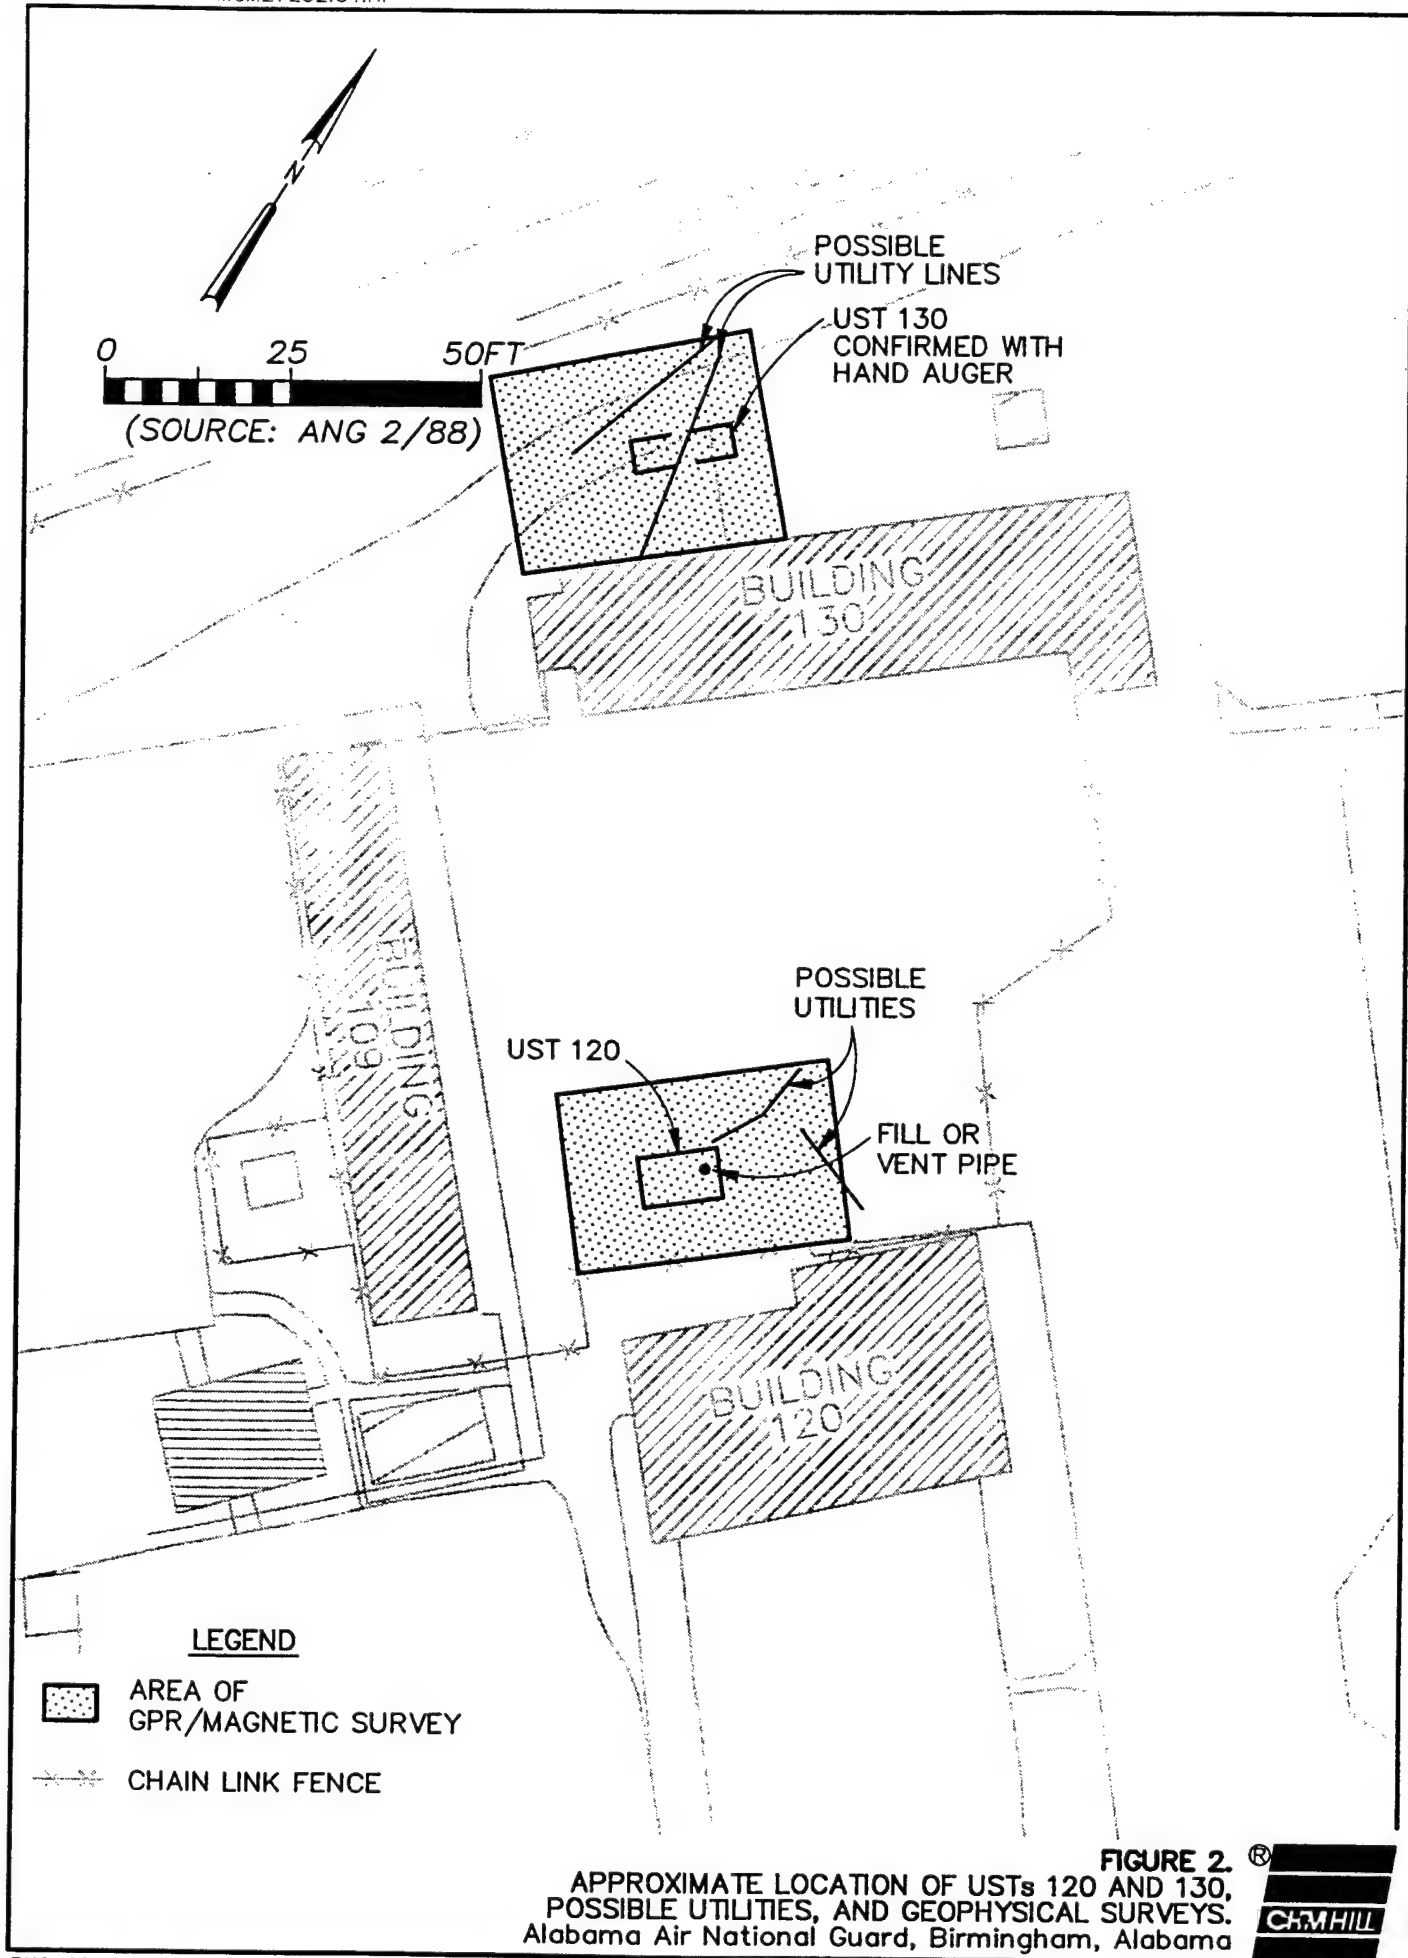 N
0 25 50FT
(SOURCE: ANG 2/88)
POSSIBLE
UTILITY LINES
UST 130
CONFIRMED WITH
HAND AUGER
BUILDING
130
BUILDING
109
POSSIBLE
UTILITIES
UST 120
FILL OR
VENT PIPE
BUILDING
120
LEGEND
AREA OF
GPR/MAGNETIC SURVEY
CHAIN LINK FENCE
FIGURE 2.
APPROXIMATE LOCATION OF USTs 120 AND 130,
POSSIBLE UTILITIES, AND GEOPHYSICAL SURVEYS.
Alabama Air National Guard, Birmingham, Alabama
®
CH2MHILL